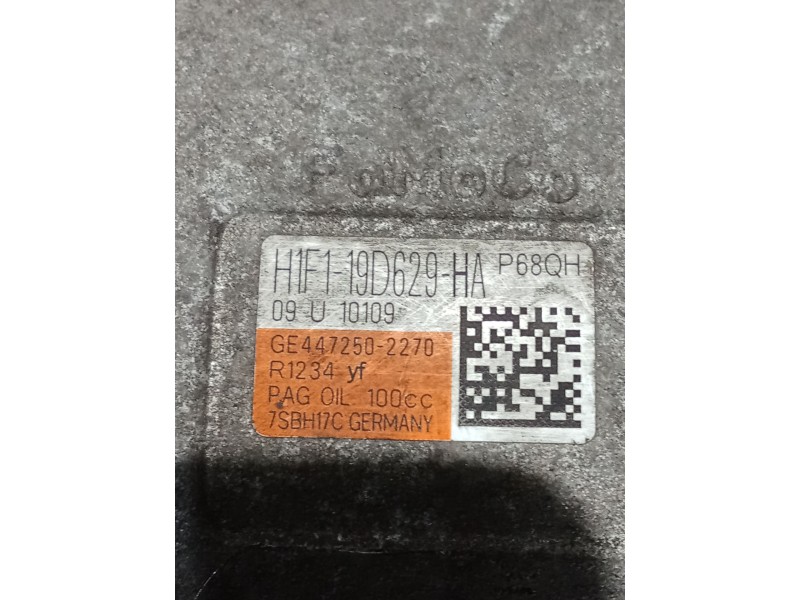 FoMoCo
H1F1-19D629-HA P68QH
09 U 10109
GE447250-2270
R1234 yf
PAG OIL 100cc
7SBH17C GERMANY